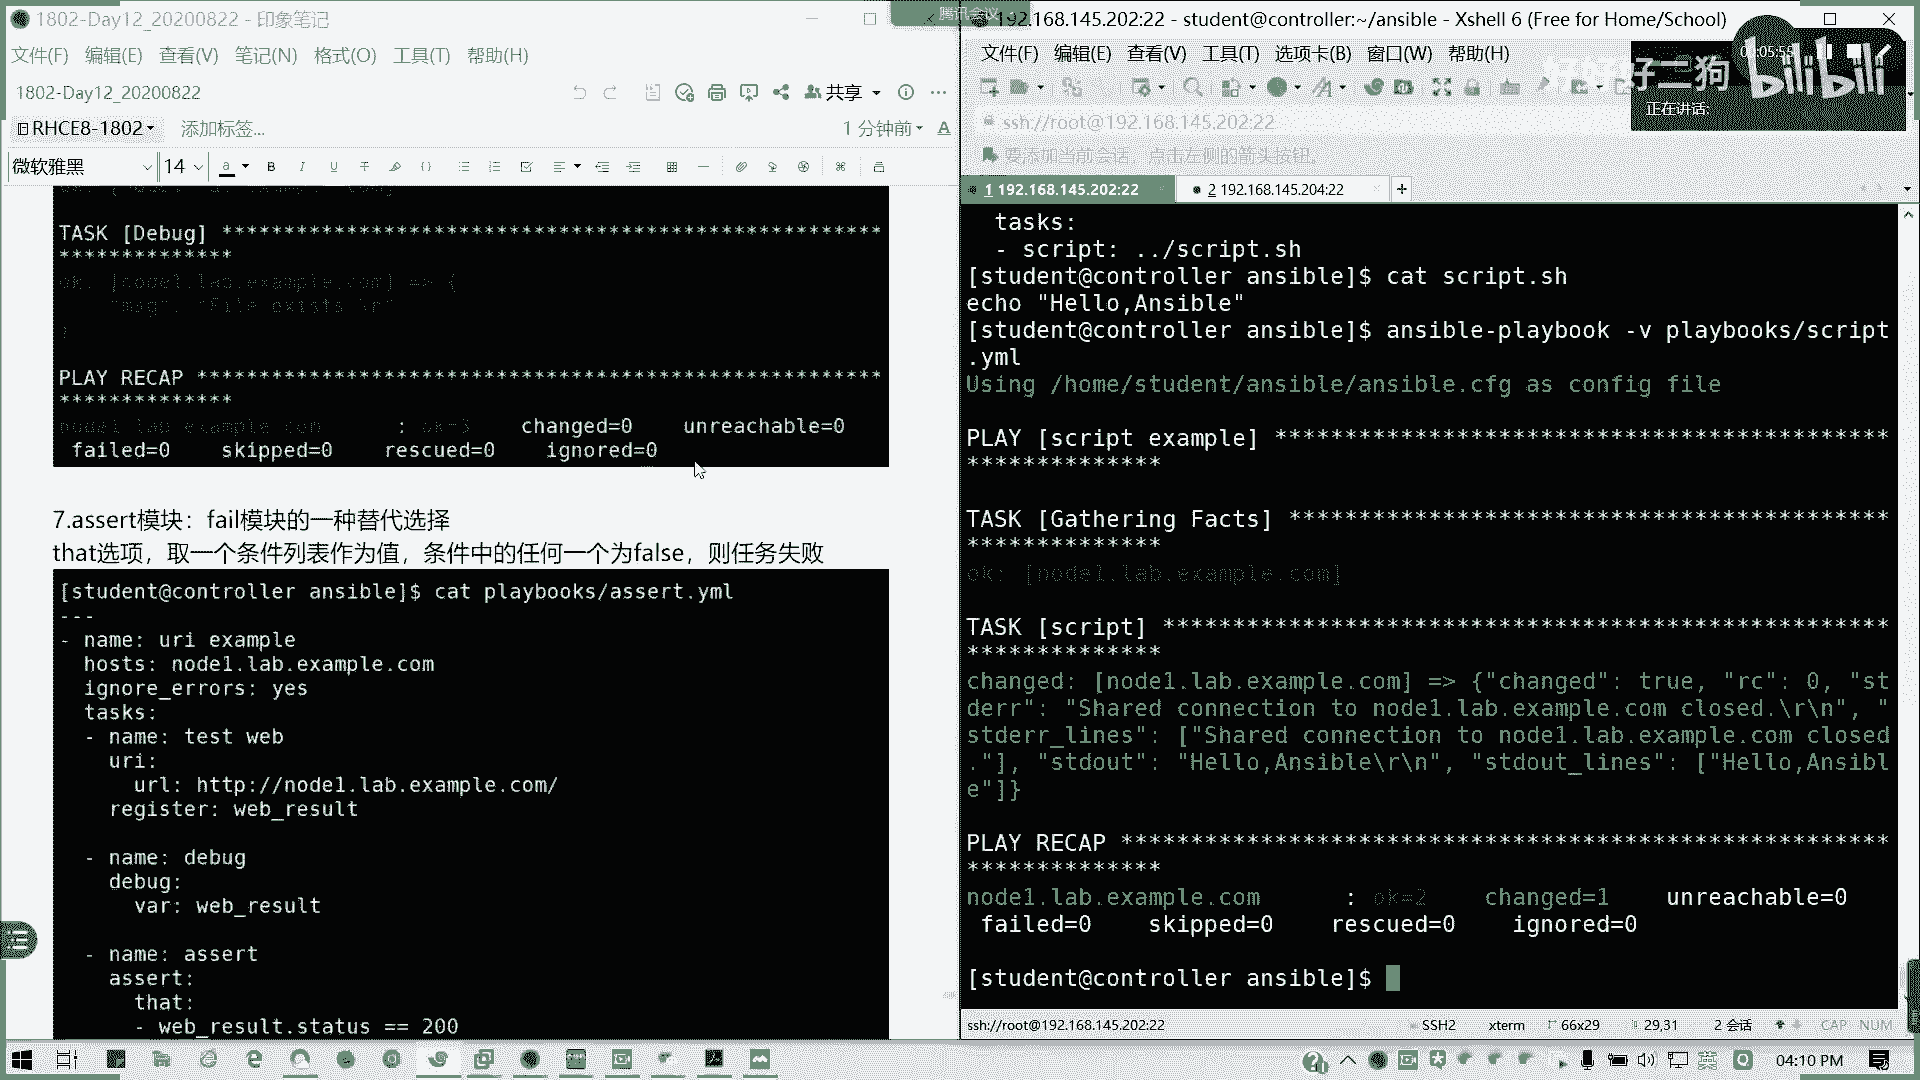 1802-Day12_20200822 - 印象笔记
文件(F) 编辑(E) 查看(V) 笔记(N) 格式(O) 工具(T) 帮助(H)
1802-Day12_20200822
共享
RHCE8-1802 添加标签...
1 分钟前
微软雅黑 14
TASK [Debug] ******************************************************
**************
ok: [node1.lab.example.com] => {
"msg": "File exists \n"
}
PLAY RECAP ********************************************************
**************
node1.lab.example.com : ok=3 changed=0 unreachable=0
failed=0 skipped=0 rescued=0 ignored=0
7.assert模块：fail模块的一种替代选择
that选项，取一个条件列表作为值，条件中的任何一个为false，则任务失败
[student@controller ansible]$ cat playbooks/assert.yml
---
- name: uri example
hosts: node1.lab.example.com
ignore_errors: yes
tasks:
- name: test web
uri:
url: http://node1.lab.example.com/
register: web_result
- name: debug
debug:
var: web_result
- name: assert
assert:
that:
- web_result.status == 200
腾讯会议
192.168.145.202:22 - student@controller:~/ansible - Xshell 6 (Free for Home/School)
文件(F) 编辑(E) 查看(V) 工具(T) 选项卡(B) 窗口(W) 帮助(H)
好二狗
bilibili
正在讲话:
ssh://root@192.168.145.202:22
要添加当前会话，点击左侧的箭头按钮。
1 192.168.145.202:22
2 192.168.145.204:22
tasks:
- script: ../script.sh
[student@controller ansible]$ cat script.sh
echo "Hello,Ansible"
[student@controller ansible]$ ansible-playbook -v playbooks/script
.yml
Using /home/student/ansible/ansible.cfg as config file
PLAY [script example] *********************************************
**************
TASK [Gathering Facts] ********************************************
**************
ok: [node1.lab.example.com]
TASK [script] *****************************************************
**************
changed: [node1.lab.example.com] => {"changed": true, "rc": 0, "st
derr": "Shared connection to node1.lab.example.com closed.\r\n", "
stderr_lines": ["Shared connection to node1.lab.example.com closed
."], "stdout": "Hello,Ansible\r\n", "stdout_lines": ["Hello,Ansibl
e"]}
PLAY RECAP ********************************************************
**************
node1.lab.example.com : ok=2 changed=1 unreachable=0
failed=0 skipped=0 rescued=0 ignored=0
[student@controller ansible]$
ssh://root@192.168.145.202:22 SSH2 xterm 66x29 29,31 2 会话 CAP NUM
英 04:10 PM